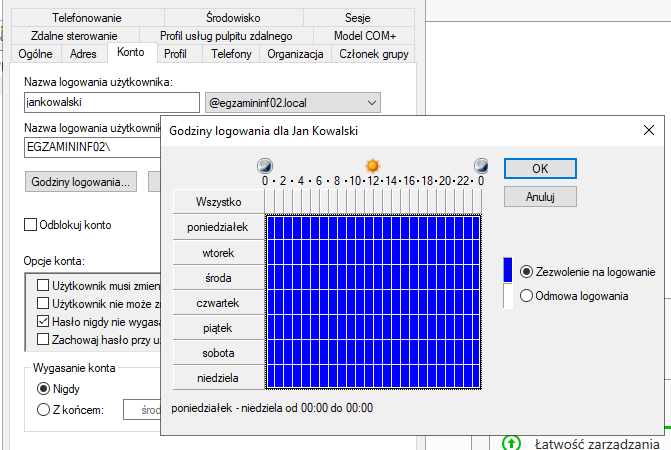 Telefonowanie Środowisko Sesje
Zdalne sterowanie Profil usług pulpitu zdalnego Model COM+
Ogólne Adres Konto Profil Telefony Organizacja Członek grupy
Nazwa logowania użytkownika:
jankowalski @egzamininf02.local
Nazwa logowania użytkownik
EGZAMININF02\
Godziny logowania...
Odblokuj konto
Opcje konta:
Użytkownik musi zmien
Użytkownik nie może z
Hasło nigdy nie wygasa
Zachowaj hasło przy u
Wygasanie konta
Nigdy
Z końcem: środ
Godziny logowania dla Jan Kowalski
0 · 2 · 4 · 6 · 8 · 10 · 12 · 14 · 16 · 18 · 20 · 22 · 0
Wszystko
poniedziałek
wtorek
środa
czwartek
piątek
sobota
niedziela
poniedziałek - niedziela od 00:00 do 00:00
OK
Anuluj
Zezwolenie na logowanie
Odmowa logowania
Łatwość zarządzania